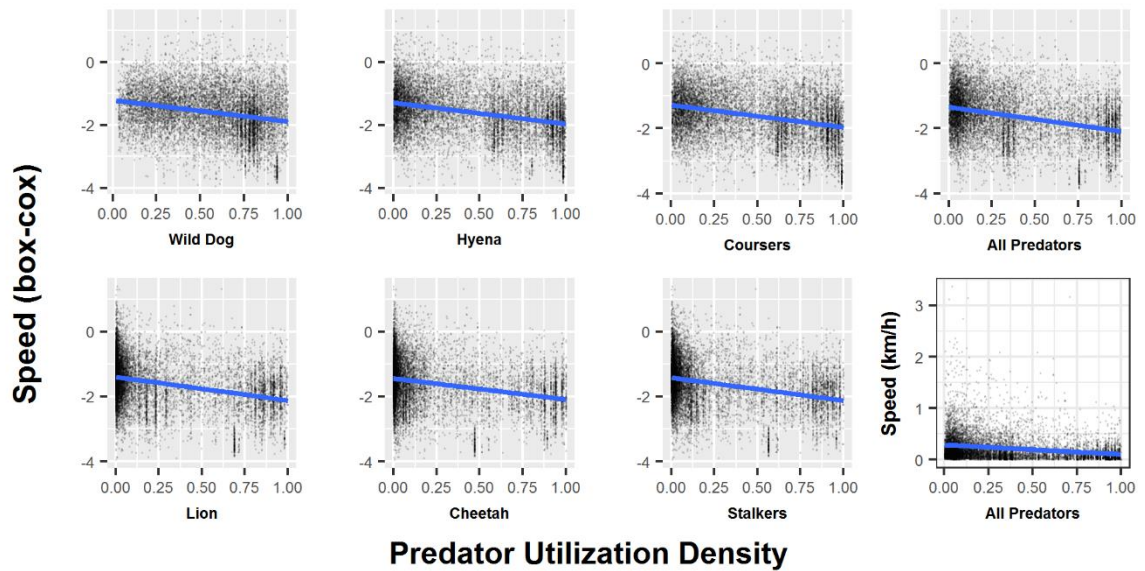 Speed (box-cox)
0
-2
-4
0.00 0.25 0.50 0.75 1.00
Wild Dog
0
-2
-4
0.00 0.25 0.50 0.75 1.00
Hyena
0
-2
-4
0.00 0.25 0.50 0.75 1.00
Coursers
0
-2
-4
0.00 0.25 0.50 0.75 1.00
All Predators
0
-2
-4
0.00 0.25 0.50 0.75 1.00
Lion
0
-2
-4
0.00 0.25 0.50 0.75 1.00
Cheetah
0
-2
-4
0.00 0.25 0.50 0.75 1.00
Stalkers
Speed (km/h)
3
2
1
0
0.00 0.25 0.50 0.75 1.00
All Predators
Predator Utilization Density